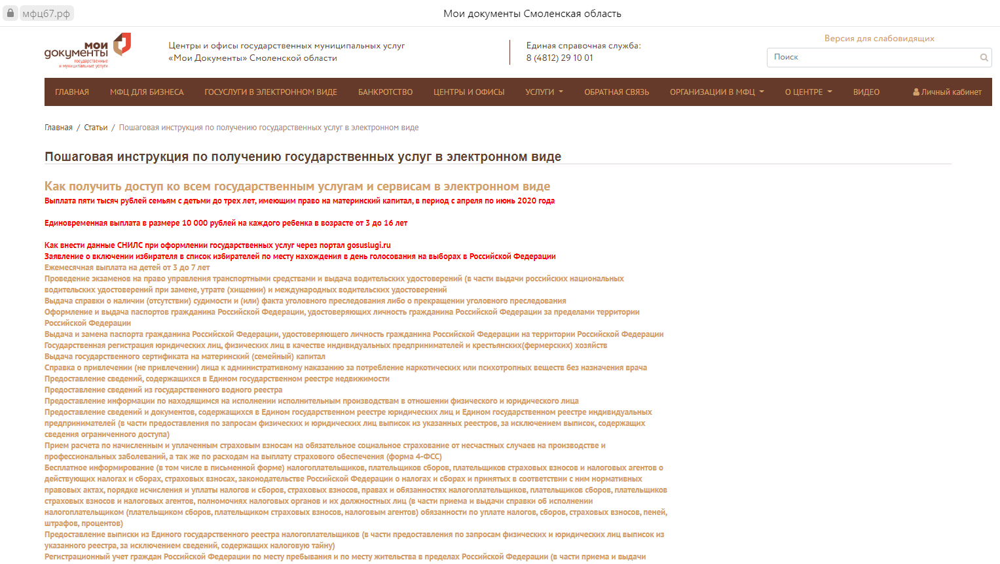 мфц67.рф
Мои документы Смоленская область
МОИ
ДОКУМЕНТЫ
государственные
и муниципальные услуги
Центры и офисы государственных муниципальных услуг
«Мои Документы» Смоленской области
Единая справочная служба:
8 (4812) 29 10 01
Версия для слабовидящих
Поиск
ГЛАВНАЯ МФЦ ДЛЯ БИЗНЕСА ГОСУСЛУГИ В ЭЛЕКТРОННОМ ВИДЕ БАНКРОТСТВО ЦЕНТРЫ И ОФИСЫ УСЛУГИ ОБРАТНАЯ СВЯЗЬ ОРГАНИЗАЦИИ В МФЦ О ЦЕНТРЕ ВИДЕО Личный кабинет
Главная / Статьи / Пошаговая инструкция по получению государственных услуг в электронном виде
Пошаговая инструкция по получению государственных услуг в электронном виде
Как получить доступ ко всем государственным услугам и сервисам в электронном виде
Выплата пяти тысяч рублей семьям с детьми до трех лет, имеющим право на материнский капитал, в период с апреля по июнь 2020 года
Единовременная выплата в размере 10 000 рублей на каждого ребенка в возрасте от 3 до 16 лет
Как внести данные СНИЛС при оформлении государственных услуг через портал gosuslugi.ru
Заявление о включении избирателя в список избирателей по месту нахождения в день голосования на выборах в Российской Федерации
Ежемесячная выплата на детей от 3 до 7 лет
Проведение экзаменов на право управления транспортными средствами и выдача водительских удостоверений (в части выдачи российских национальных
водительских удостоверений при замене, утрате (хищении) и международных водительских удостоверений
Выдача справки о наличии (отсутствии) судимости и (или) факта уголовного преследования либо о прекращении уголовного преследования
Оформление и выдача паспортов гражданина Российской Федерации, удостоверяющих личность гражданина Российской Федерации за пределами территории
Российской Федерации
Выдача и замена паспорта гражданина Российской Федерации, удостоверяющего личность гражданина Российской Федерации на территории Российской Федерации
Государственная регистрация юридических лиц, физических лиц в качестве индивидуальных предпринимателей и крестьянских(фермерских) хозяйств
Выдача государственного сертификата на материнский (семейный) капитал
Справка о привлечении (не привлечении) лица к административному наказанию за потребление наркотических или психотропных веществ без назначения врача
Предоставление сведений, содержащихся в Едином государственном реестре недвижимости
Предоставление сведений из государственного водного реестра
Предоставление информации по находящимся на исполнении исполнительным производствам в отношении физического и юридического лица
Предоставление сведений и документов, содержащихся в Едином государственном реестре юридических лиц и Едином государственном реестре индивидуальных
предпринимателей (в части предоставления по запросам физических и юридических лиц выписок из указанных реестров, за исключением выписок, содержащих
сведения ограниченного доступа)
Прием расчета по начисленным и уплаченным страховым взносам на обязательное социальное страхование от несчастных случаев на производстве и
профессиональных заболеваний, а так же по расходам на выплату страхового обеспечения (форма 4-ФСС)
Бесплатное информирование (в том числе в письменной форме) налогоплательщиков, плательщиков сборов, плательщиков страховых взносов и налоговых агентов о
действующих налогах и сборах, страховых взносах, законодательстве Российской Федерации о налогах и сборах и принятых в соответствии с ним нормативных
правовых актах, порядке исчисления и уплаты налогов и сборов, страховых взносов, правах и обязанностях налогоплательщиков, плательщиков сборов, плательщиков
страховых взносов и налоговых агентов, полномочиях налоговых органов и их должностных лиц (в части приема и выдачи справки об исполнении
налогоплательщиком (плательщиком сборов, плательщиком страховых взносов, налоговым агентом) обязанности по уплате налогов, сборов, страховых взносов, пеней,
штрафов, процентов)
Предоставление выписки из Единого государственного реестра налогоплательщиков (в части предоставления по запросам физических и юридических лиц выписок из
указанного реестра, за исключением сведений, содержащих налоговую тайну)
Регистрационный учет граждан Российской Федерации по месту пребывания и по месту жительства в пределах Российской Федерации (в части приема и выдачи